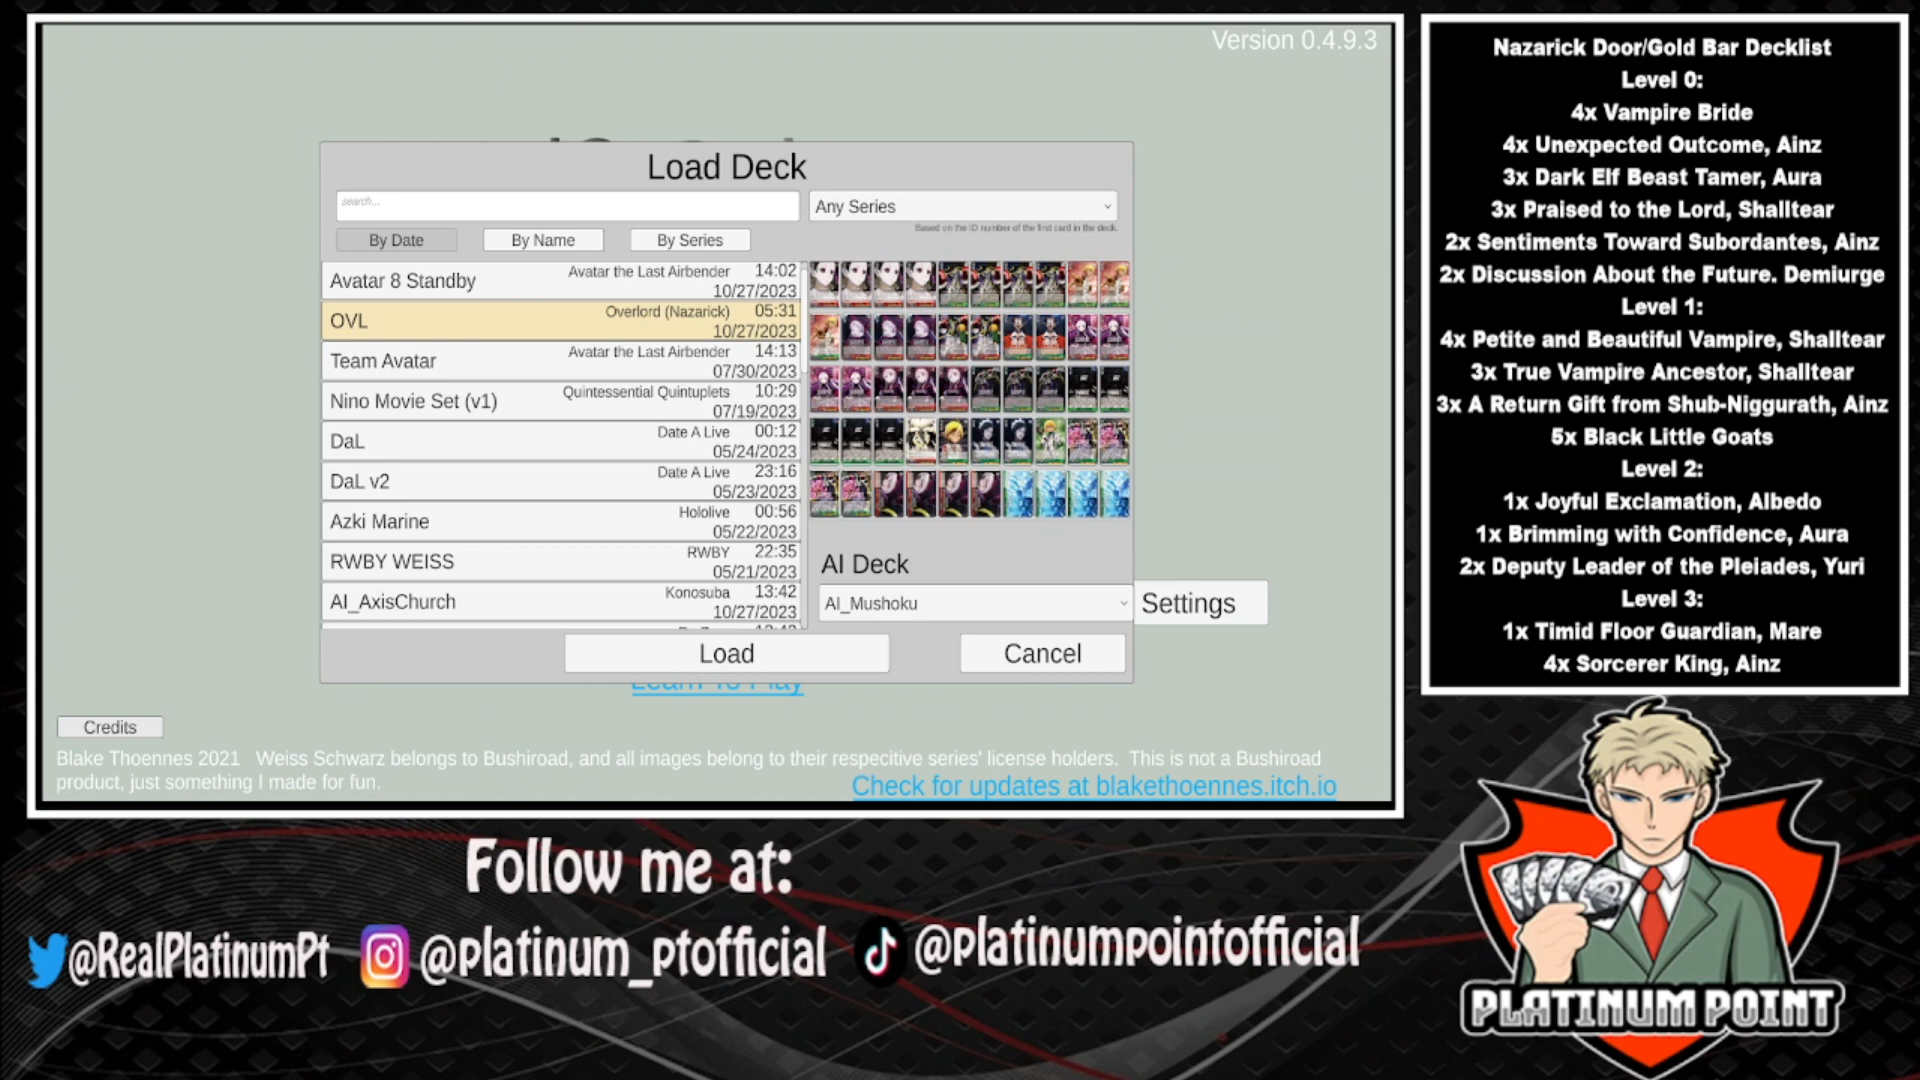 Version 0.4.9.3
Load Deck
search...
Any Series
Based on the ID number of the first card in the deck.
By Date By Name By Series
Avatar 8 Standby Avatar the Last Airbender 14:02 10/27/2023
OVL Overlord (Nazarick) 05:31 10/27/2023
Team Avatar Avatar the Last Airbender 14:13 07/30/2023
Nino Movie Set (v1) Quintessential Quintuplets 10:29 07/19/2023
DaL Date A Live 00:12 05/24/2023
DaL v2 Date A Live 23:16 05/23/2023
Azki Marine Hololive 00:56 05/22/2023
RWBY WEISS RWBY 22:35 05/21/2023
AI_AxisChurch Konosuba 13:42 10/27/2023
AI Deck
AI_Mushoku
Settings
Load Cancel
Learn To Play
Credits
Blake Thoennes 2021 Weiss Schwarz belongs to Bushiroad, and all images belong to their respecitive series' license holders. This is not a Bushiroad
product, just something I made for fun.
Check for updates at blakethoennes.itch.io
Nazarick Door/Gold Bar Decklist
Level 0:
4x Vampire Bride
4x Unexpected Outcome, Ainz
3x Dark Elf Beast Tamer, Aura
3x Praised to the Lord, Shalltear
2x Sentiments Toward Subordantes, Ainz
2x Discussion About the Future. Demiurge
Level 1:
4x Petite and Beautiful Vampire, Shalltear
3x True Vampire Ancestor, Shalltear
3x A Return Gift from Shub-Niggurath, Ainz
5x Black Little Goats
Level 2:
1x Joyful Exclamation, Albedo
1x Brimming with Confidence, Aura
2x Deputy Leader of the Pleiades, Yuri
Level 3:
1x Timid Floor Guardian, Mare
4x Sorcerer King, Ainz
Follow me at:
@RealPlatinumPt @platinum_ptofficial @platinumpointofficial
PLATINUM POINT